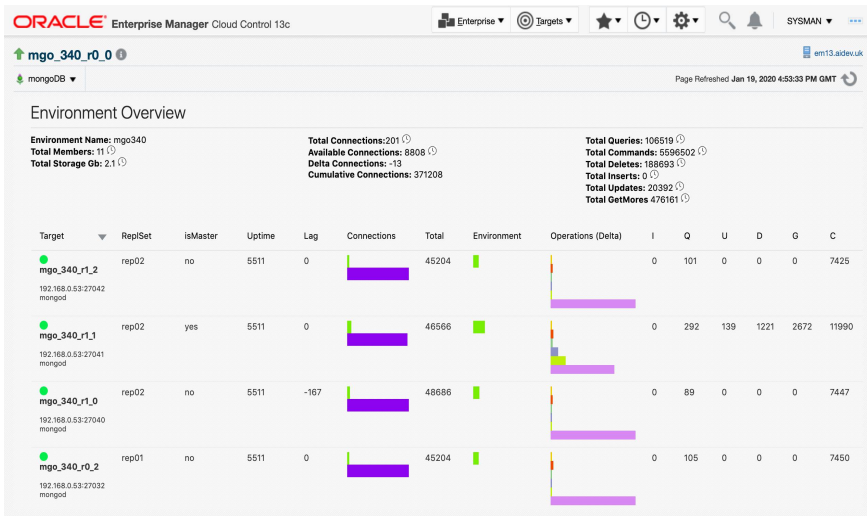 ORACLE Enterprise Manager Cloud Control 13c Enterprise Targets SYSMAN
mgo_340_r0_0 em13.aidev.uk
mongoDB Page Refreshed Jan 19, 2020 4:53:33 PM GMT
Environment Overview
Environment Name: mgo340 Total Connections:201 Total Queries: 106519
Total Members: 11 Available Connections: 8808 Total Commands: 5596502
Total Storage Gb: 2.1 Delta Connections: -13 Total Deletes: 188693
Cumulative Connections: 371208 Total Inserts: 0
Total Updates: 20392
Total GetMores 476161
Target ReplSet isMaster Uptime Lag Connections Total Environment Operations (Delta) I Q U D G C
mgo_340_r1_2 rep02 no 5511 0 45204 0 101 0 0 0 7425
192.168.0.53:27042
mongod
mgo_340_r1_1 rep02 yes 5511 0 46566 0 292 139 1221 2672 11990
192.168.0.53:27041
mongod
mgo_340_r1_0 rep02 no 5511 -167 48686 0 89 0 0 0 7447
192.168.0.53:27040
mongod
mgo_340_r0_2 rep01 no 5511 0 45204 0 105 0 0 0 7450
192.168.0.53:27032
mongod